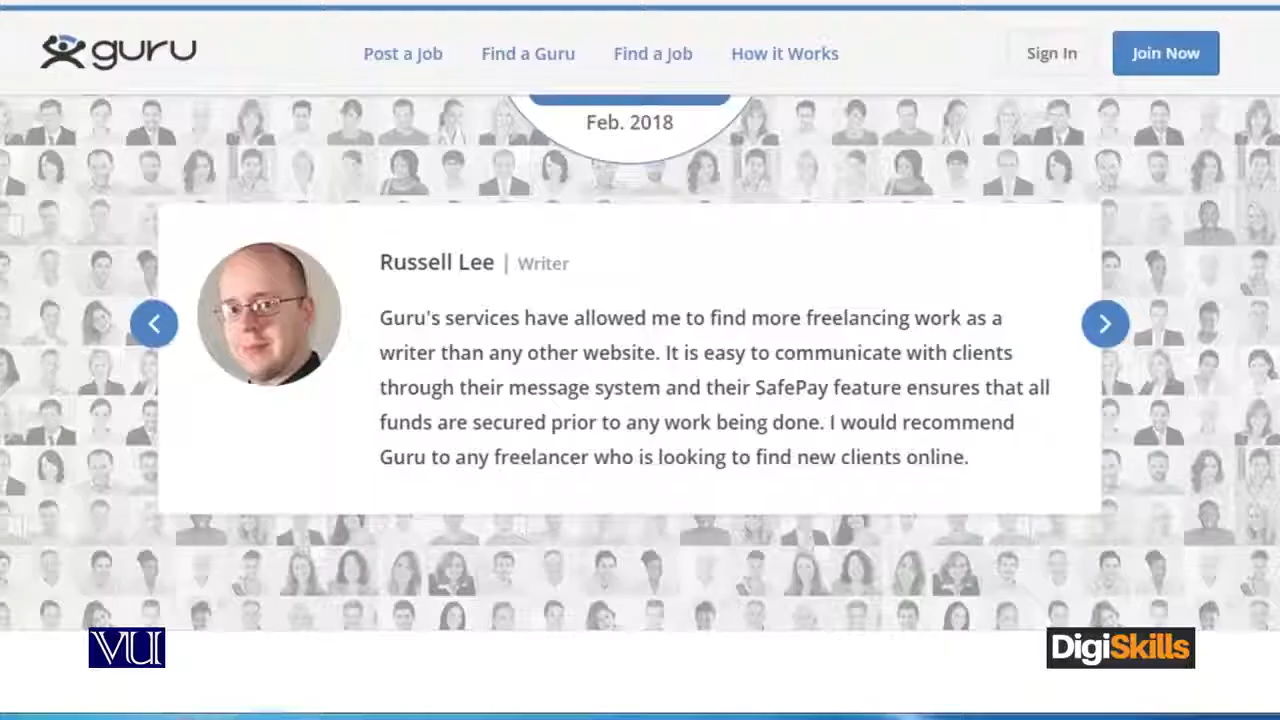 guru
Post a Job
Find a Guru
Find a Job
How it Works
Sign In
Join Now
Feb. 2018
Russell Lee | Writer
Guru's services have allowed me to find more freelancing work as a
writer than any other website. It is easy to communicate with clients
through their message system and their SafePay feature ensures that all
funds are secured prior to any work being done. I would recommend
Guru to any freelancer who is looking to find new clients online.
VU
DigiSkills